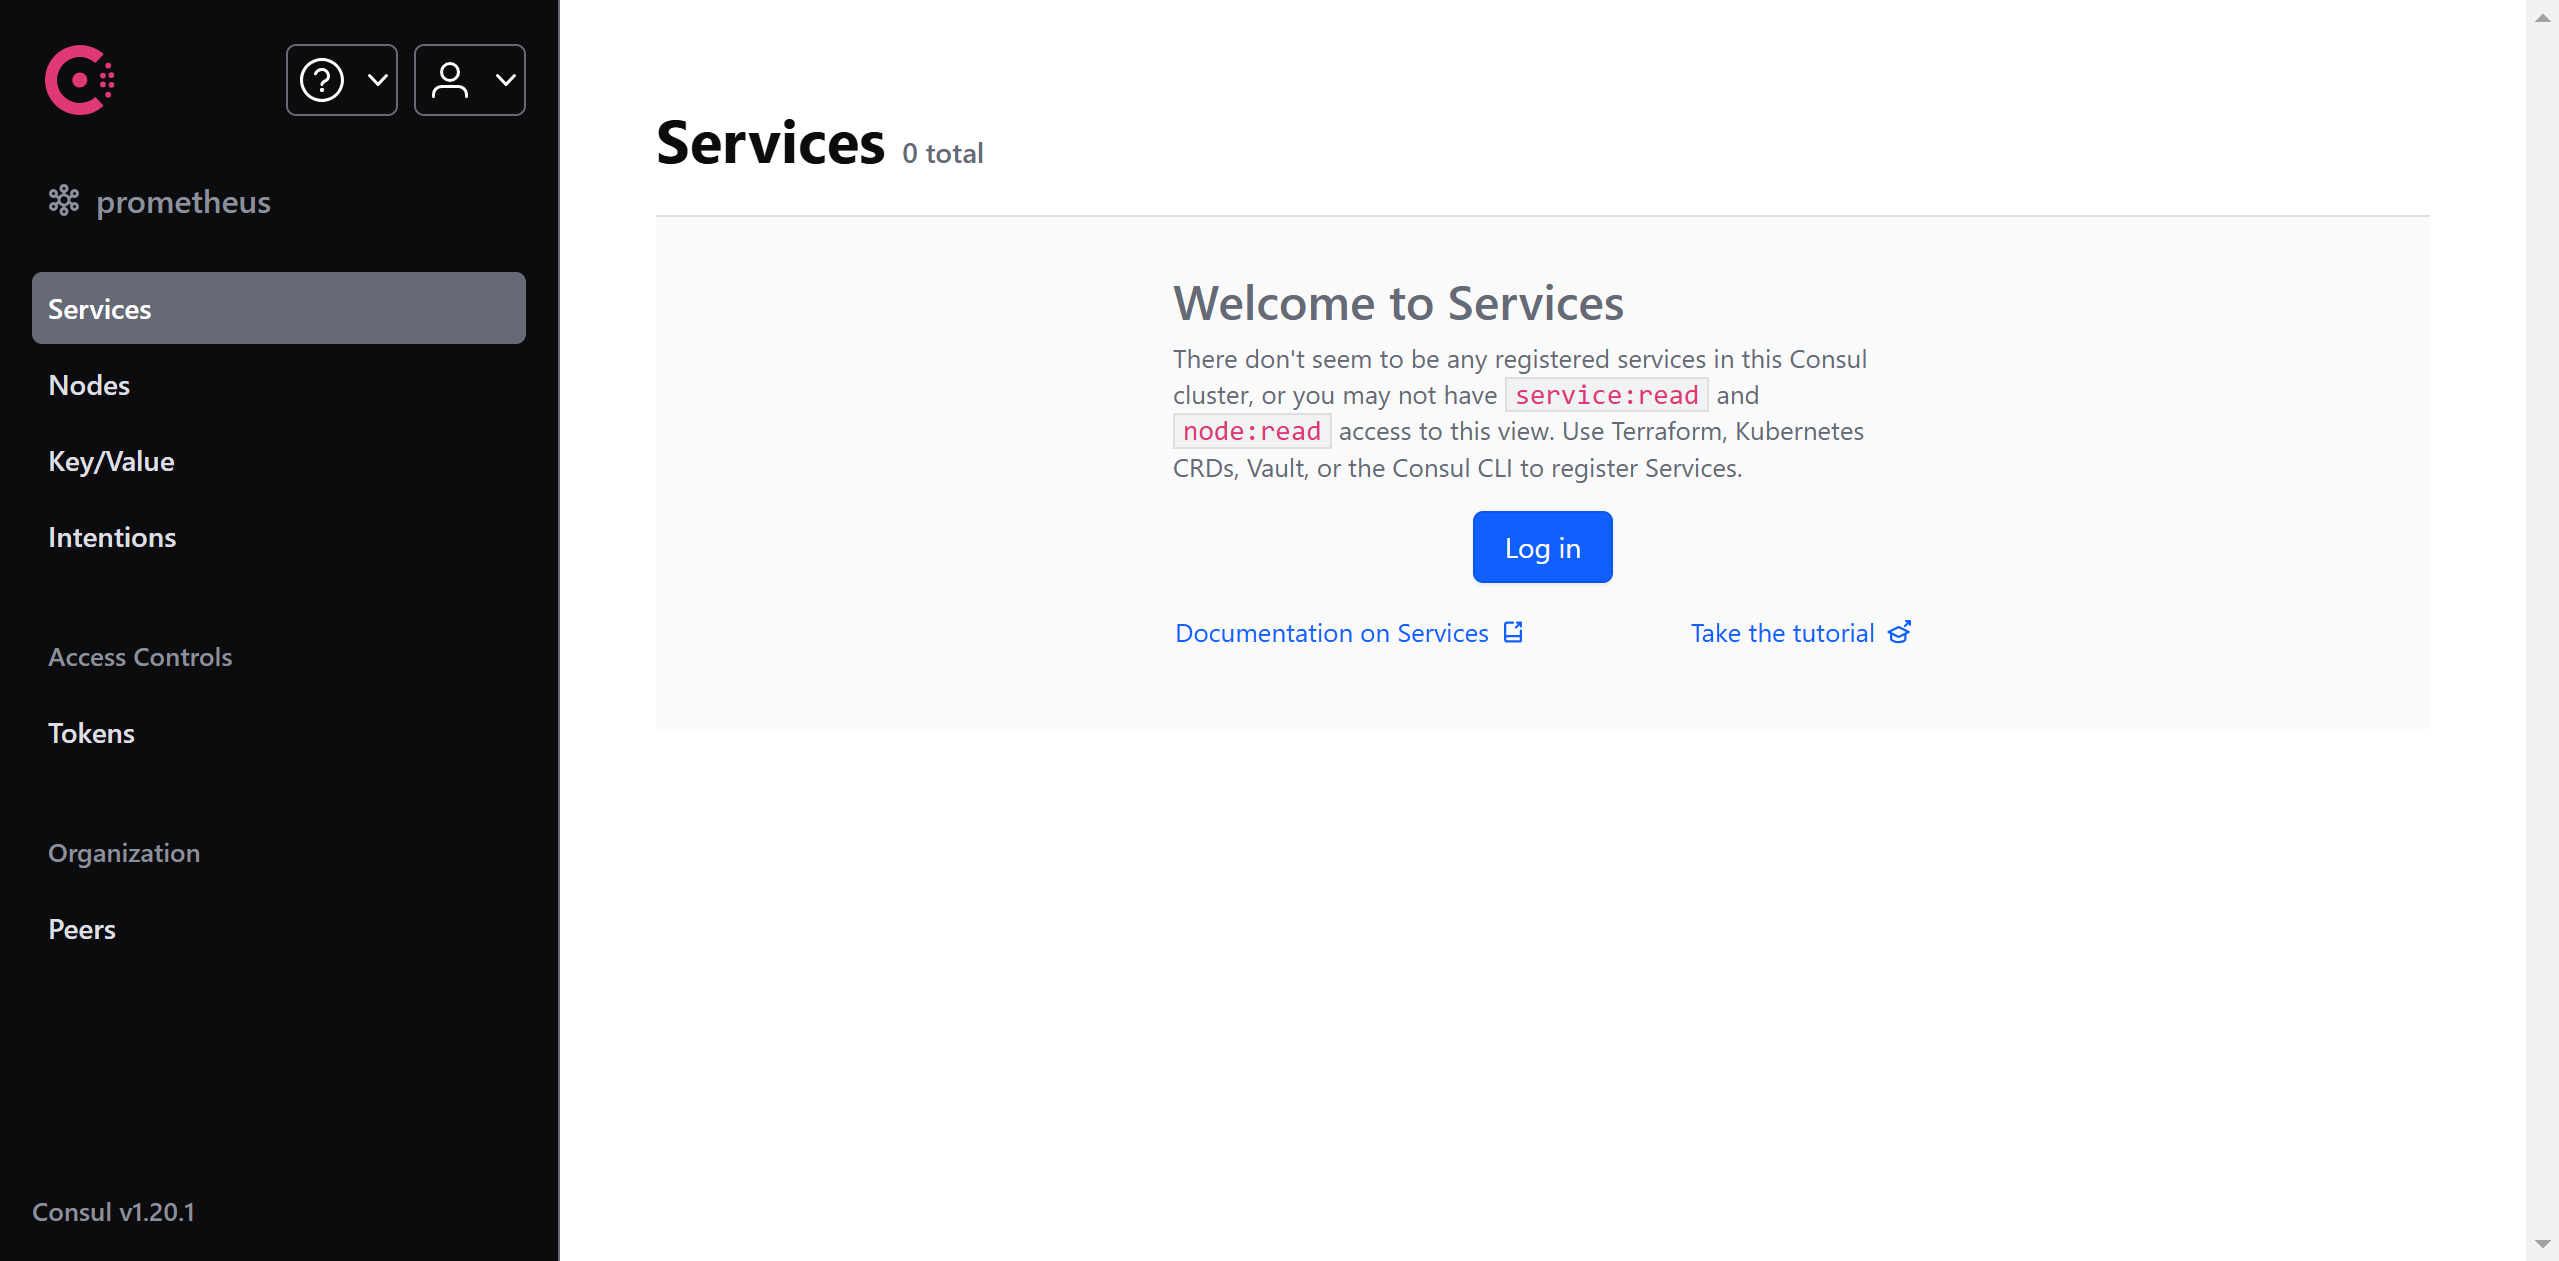 prometheus
Services
Nodes
Key/Value
Intentions
Access Controls
Tokens
Organization
Peers
Consul v1.20.1
Services 0 total
Welcome to Services
There don't seem to be any registered services in this Consul
cluster, or you may not have service:read and
node:read access to this view. Use Terraform, Kubernetes
CRDs, Vault, or the Consul CLI to register Services.
Log in
Documentation on Services
Take the tutorial